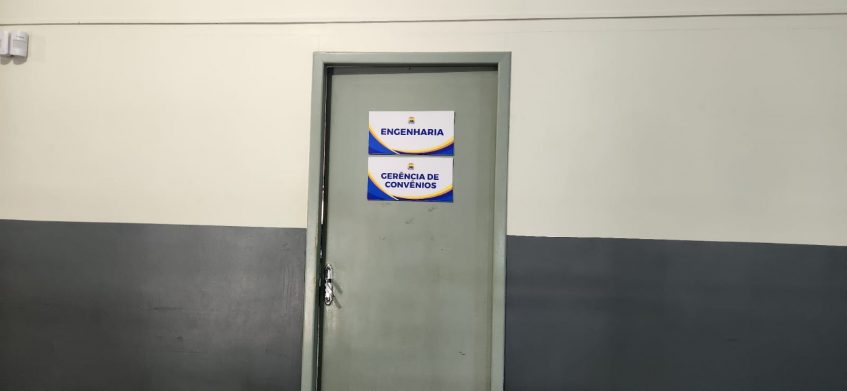 ENGENHARIA
GERÊNCIA DE
CONVÊNIOS